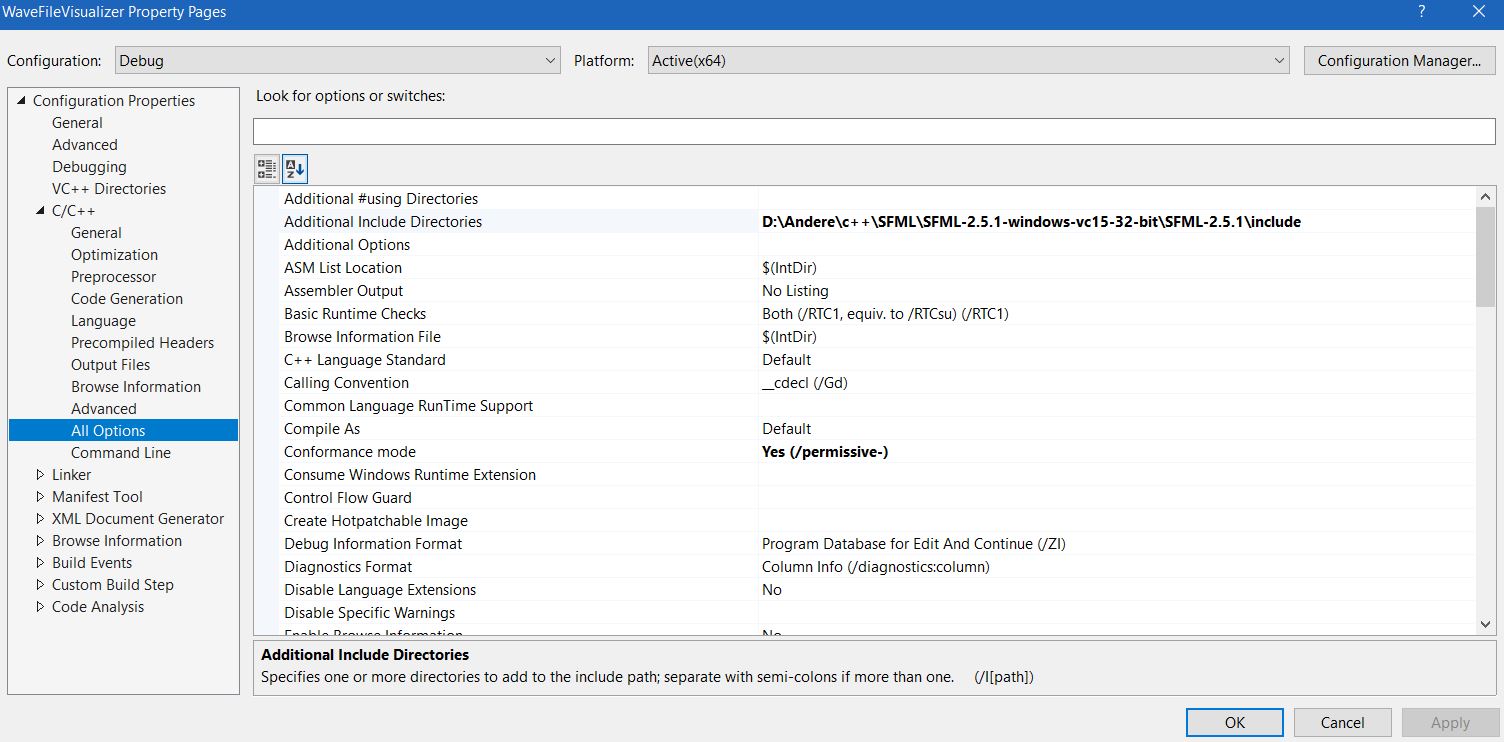 WaveFileVisualizer Property Pages ? ×
Configuration: Debug Platform: Active(x64) Configuration Manager...
Look for options or switches:
Configuration Properties
General
Advanced
Debugging
VC++ Directories
C/C++
General
Optimization
Preprocessor
Code Generation
Language
Precompiled Headers
Output Files
Browse Information
Advanced
All Options
Command Line
Linker
Manifest Tool
XML Document Generator
Browse Information
Build Events
Custom Build Step
Code Analysis
Additional #using Directories
Additional Include Directories D:\Andere\c++\SFML\SFML-2.5.1-windows-vc15-32-bit\SFML-2.5.1\include
Additional Options
ASM List Location $(IntDir)
Assembler Output No Listing
Basic Runtime Checks Both (/RTC1, equiv. to /RTCsu) (/RTC1)
Browse Information File $(IntDir)
C++ Language Standard Default
Calling Convention __cdecl (/Gd)
Common Language RunTime Support
Compile As Default
Conformance mode Yes (/permissive-)
Consume Windows Runtime Extension
Control Flow Guard
Create Hotpatchable Image
Debug Information Format Program Database for Edit And Continue (/ZI)
Diagnostics Format Column Info (/diagnostics:column)
Disable Language Extensions No
Disable Specific Warnings
Enable Browse Information No
Additional Include Directories
Specifies one or more directories to add to the include path; separate with semi-colons if more than one. (/I[path])
OK Cancel Apply